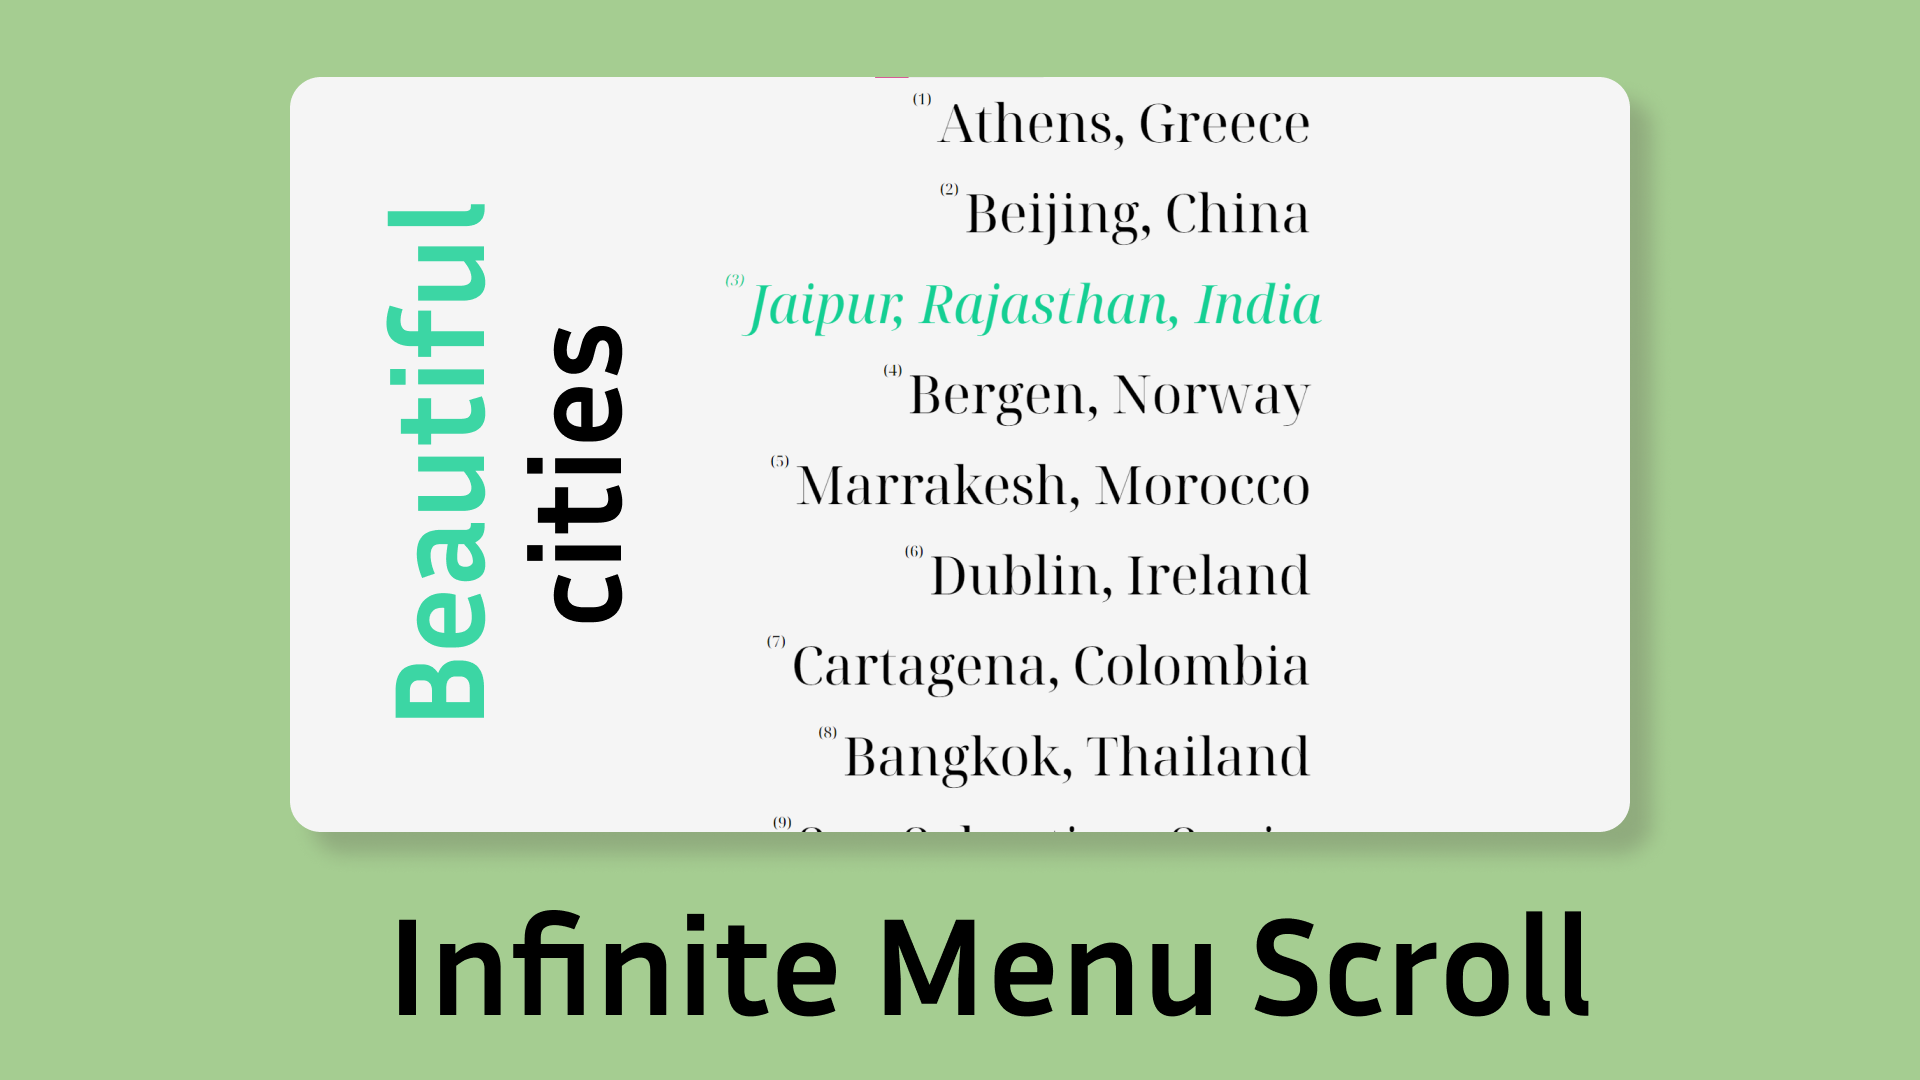 Beautiful
cities
(1) Athens, Greece
(2) Beijing, China
(3) Jaipur, Rajasthan, India
(4) Bergen, Norway
(5) Marrakesh, Morocco
(6) Dublin, Ireland
(7) Cartagena, Colombia
(8) Bangkok, Thailand
(9)
Infinite Menu Scroll